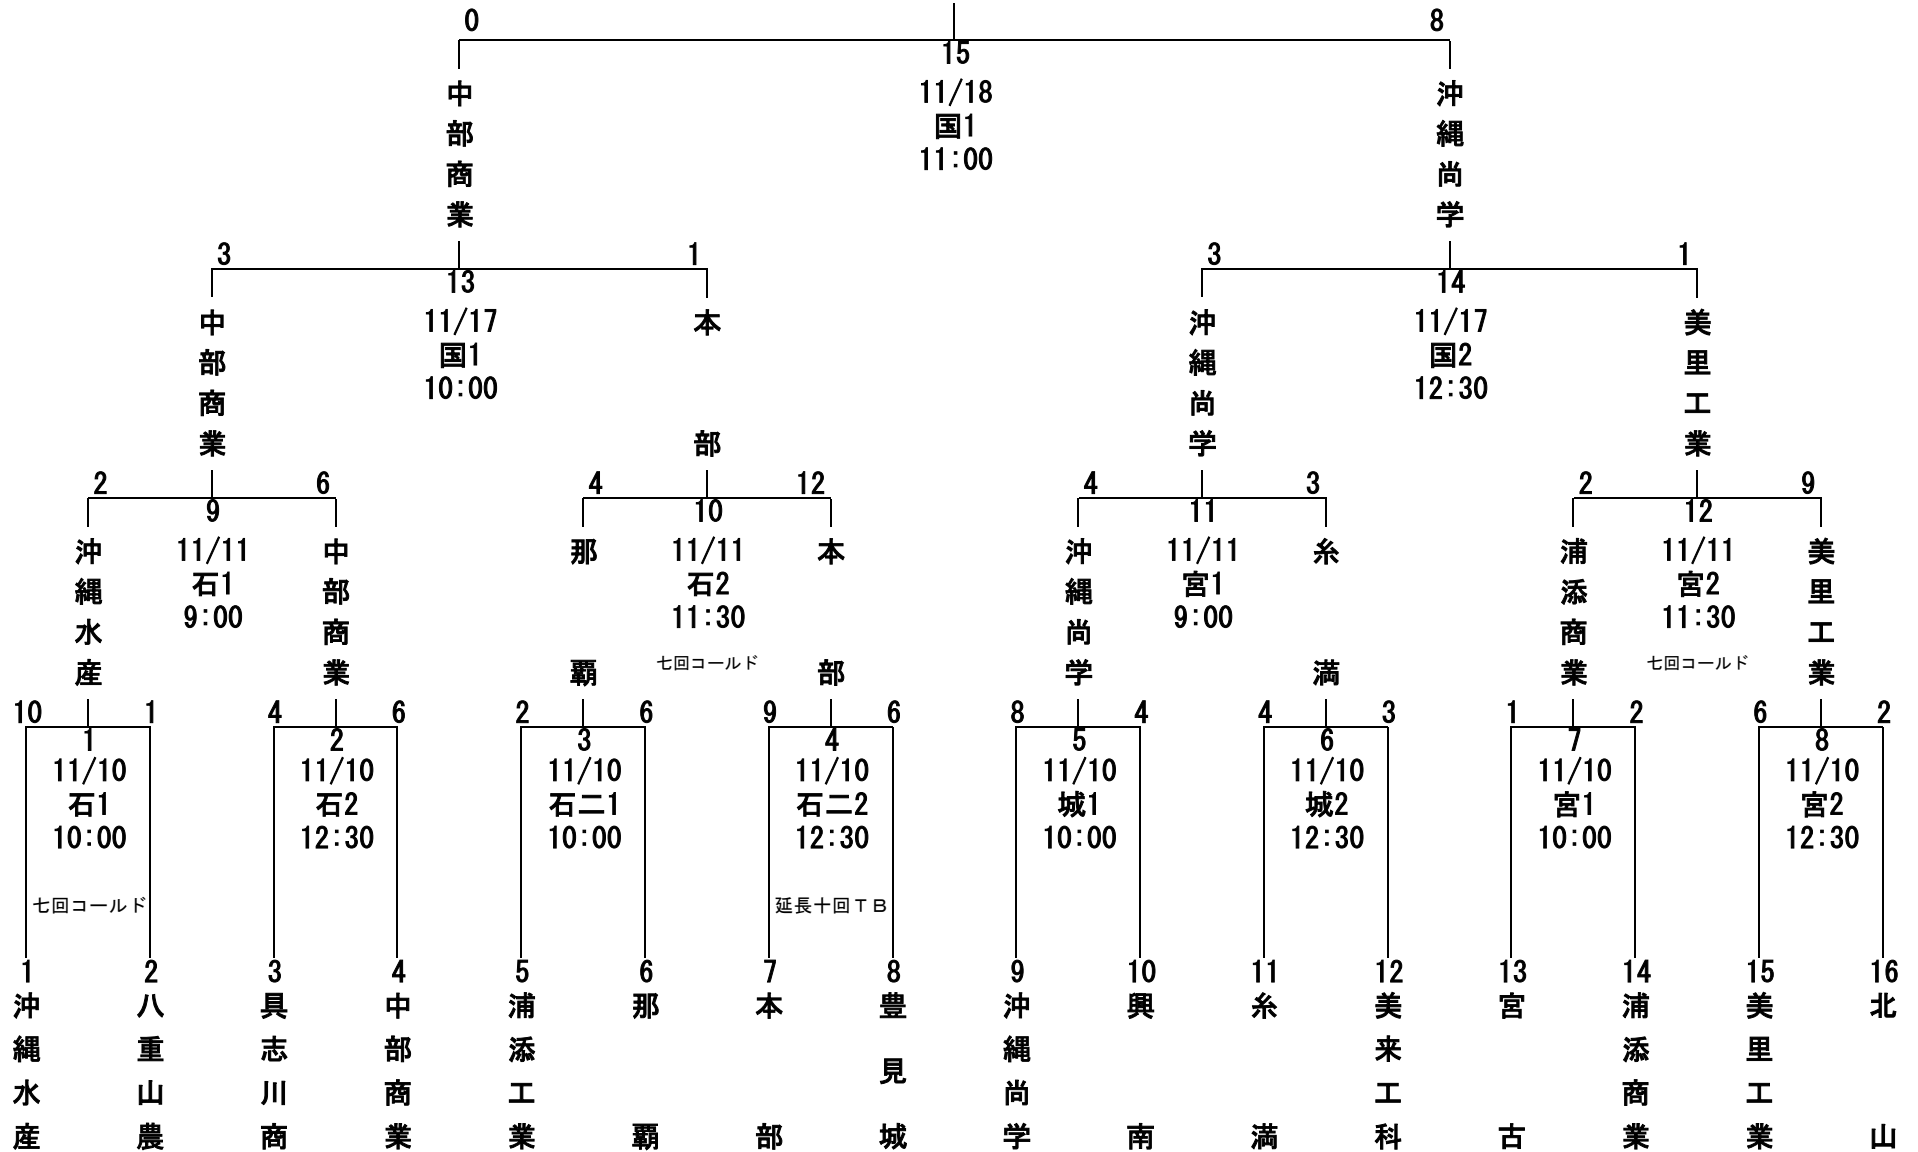 0 8
15
11/18
国1
11:00
中部商業
沖縄尚学
3 1 3 1
13
11/17
国1
10:00
14
11/17
国2
12:30
中部商業
本部
沖縄尚学
美里工業
2 6 4 12 4 3 2 9
9
11/11
石1
9:00
10
11/11
石2
11:30
七回コールド
11
11/11
宮1
9:00
12
11/11
宮2
11:30
七回コールド
沖縄水産
中部商業
那覇
本部
沖縄尚学
糸満
浦添商業
美里工業
10 1 4 6 2 6 9 6 8 4 4 3 1 2 6 2
1
11/10
石1
10:00
七回コールド
2
11/10
石2
12:30
3
11/10
石二1
10:00
4
11/10
石二2
12:30
延長十回ＴＢ
5
11/10
城1
10:00
6
11/10
城2
12:30
7
11/10
宮1
10:00
8
11/10
宮2
12:30
1 2 3 4 5 6 7 8 9 10 11 12 13 14 15 16
沖縄水産
八重山農
具志川商
中部商業
浦添工業
那覇
本部
豊見城
沖縄尚学
興南
糸満
美来工科
宮古
浦添商業
美里工業
北山